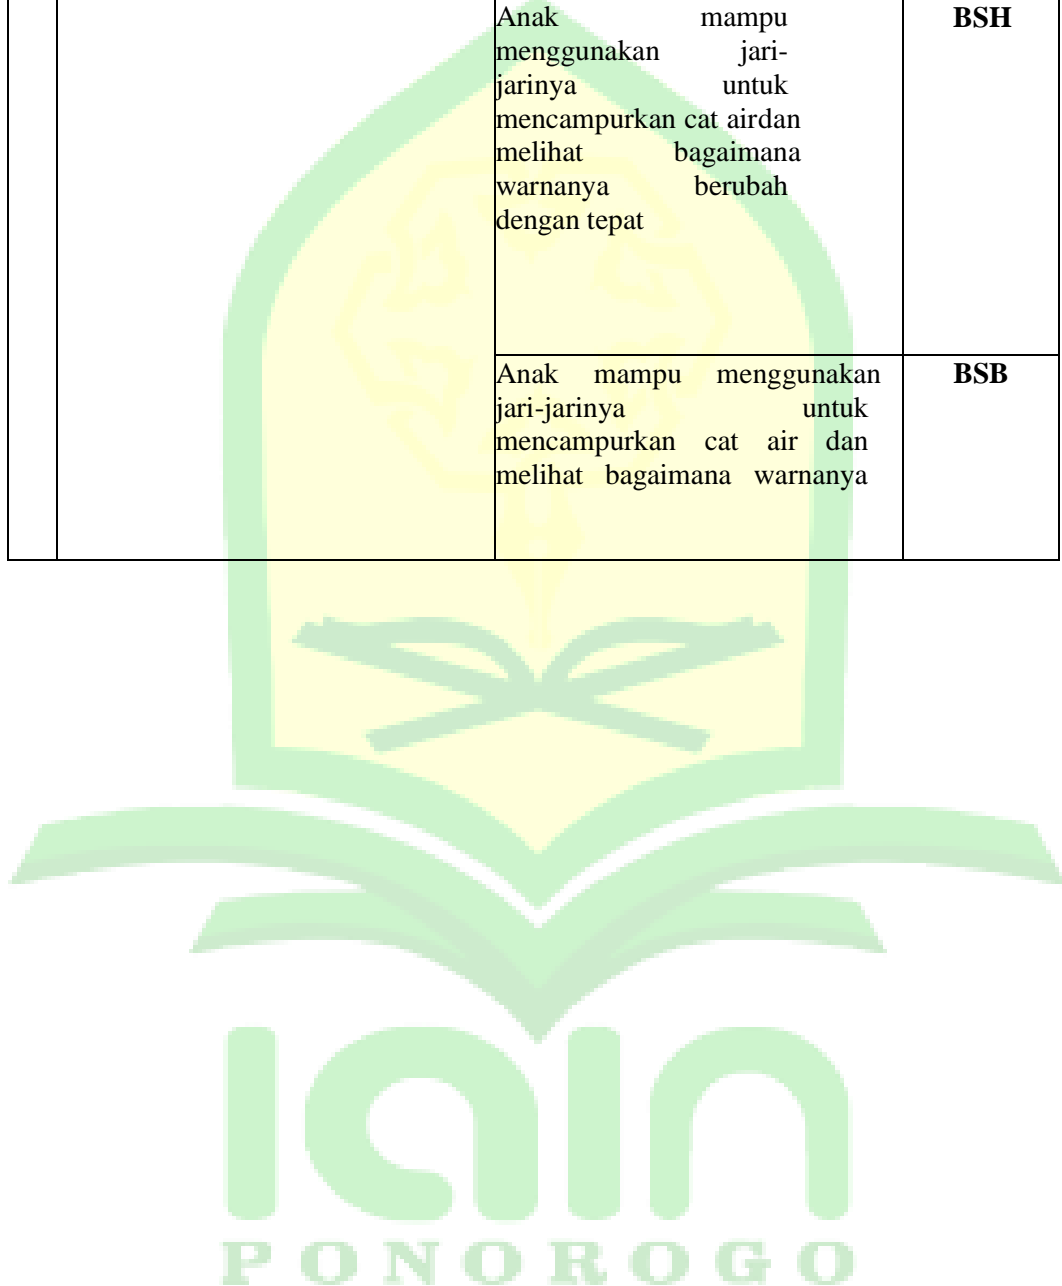 Anak mampu BSH
menggunakan jari-
jarinya untuk
mencampurkan cat airdan
melihat bagaimana
warnanya berubah
dengan tepat
Anak mampu menggunakan BSB
jari-jarinya untuk
mencampurkan cat air dan
melihat bagaimana warnanya
iain
PONOROGO